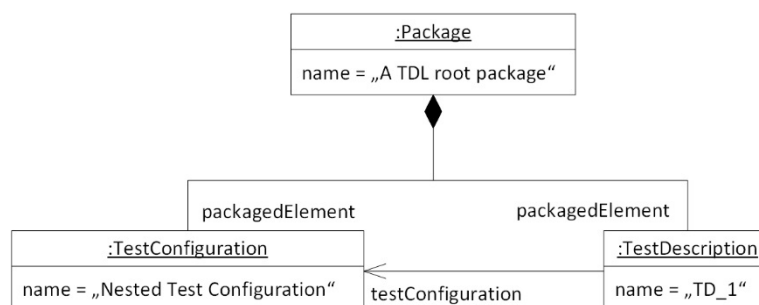 :Package
name = „A TDL root package“
packagedElement
packagedElement
:TestConfiguration
:TestDescription
name = „Nested Test Configuration“
testConfiguration
name = „TD_1“